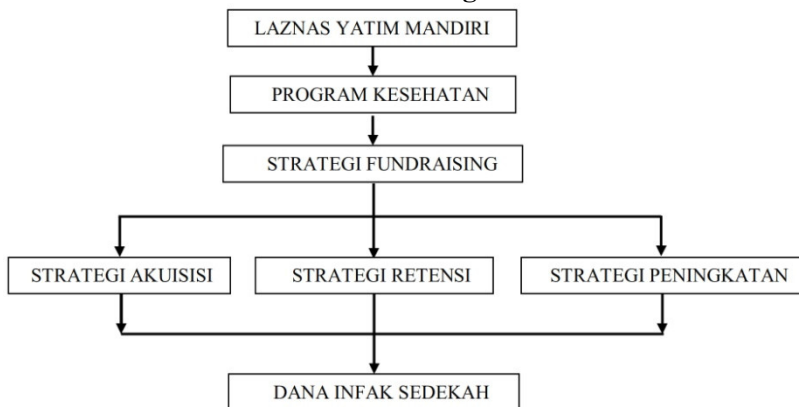 LAZNAS YATIM MANDIRI
PROGRAM KESEHATAN
STRATEGI FUNDRAISING
STRATEGI AKUISISI
STRATEGI RETENSI
STRATEGI PENINGKATAN
DANA INFAK SEDEKAH